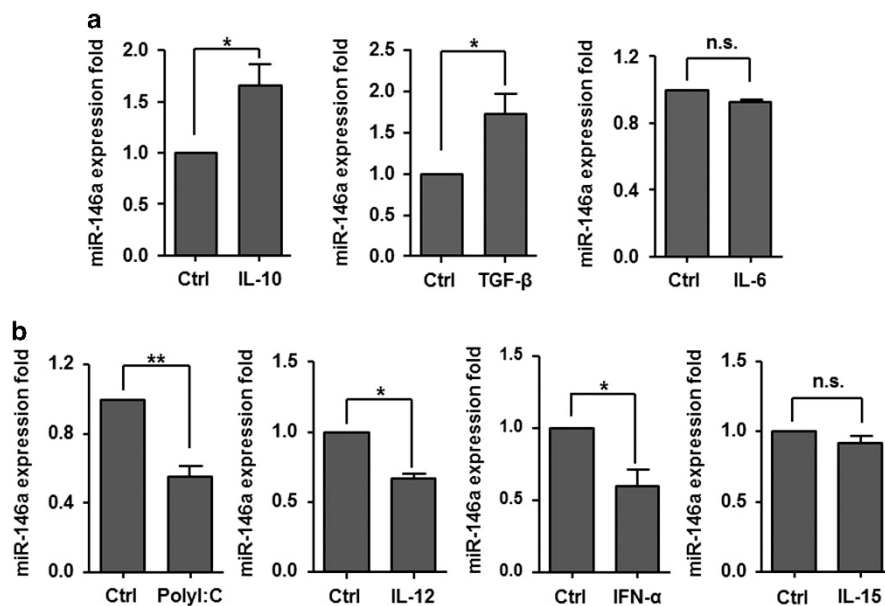 a
miR-146a expression fold
2.0
1.5
1.0
0.5
0.0
*
Ctrl IL-10
miR-146a expression fold
2.5
2.0
1.5
1.0
0.5
0.0
*
Ctrl TGF-β
miR-146a expression fold
1.2
0.8
0.4
0.0
n.s.
Ctrl IL-6
b
miR-146a expression fold
1.2
0.8
0.4
0.0
**
Ctrl PolyI:C
miR-146a expression fold
1.5
1.0
0.5
0.0
*
Ctrl IL-12
miR-146a expression fold
1.5
1.0
0.5
0.0
*
Ctrl IFN-α
miR-146a expression fold
1.5
1.0
0.5
0.0
n.s.
Ctrl IL-15